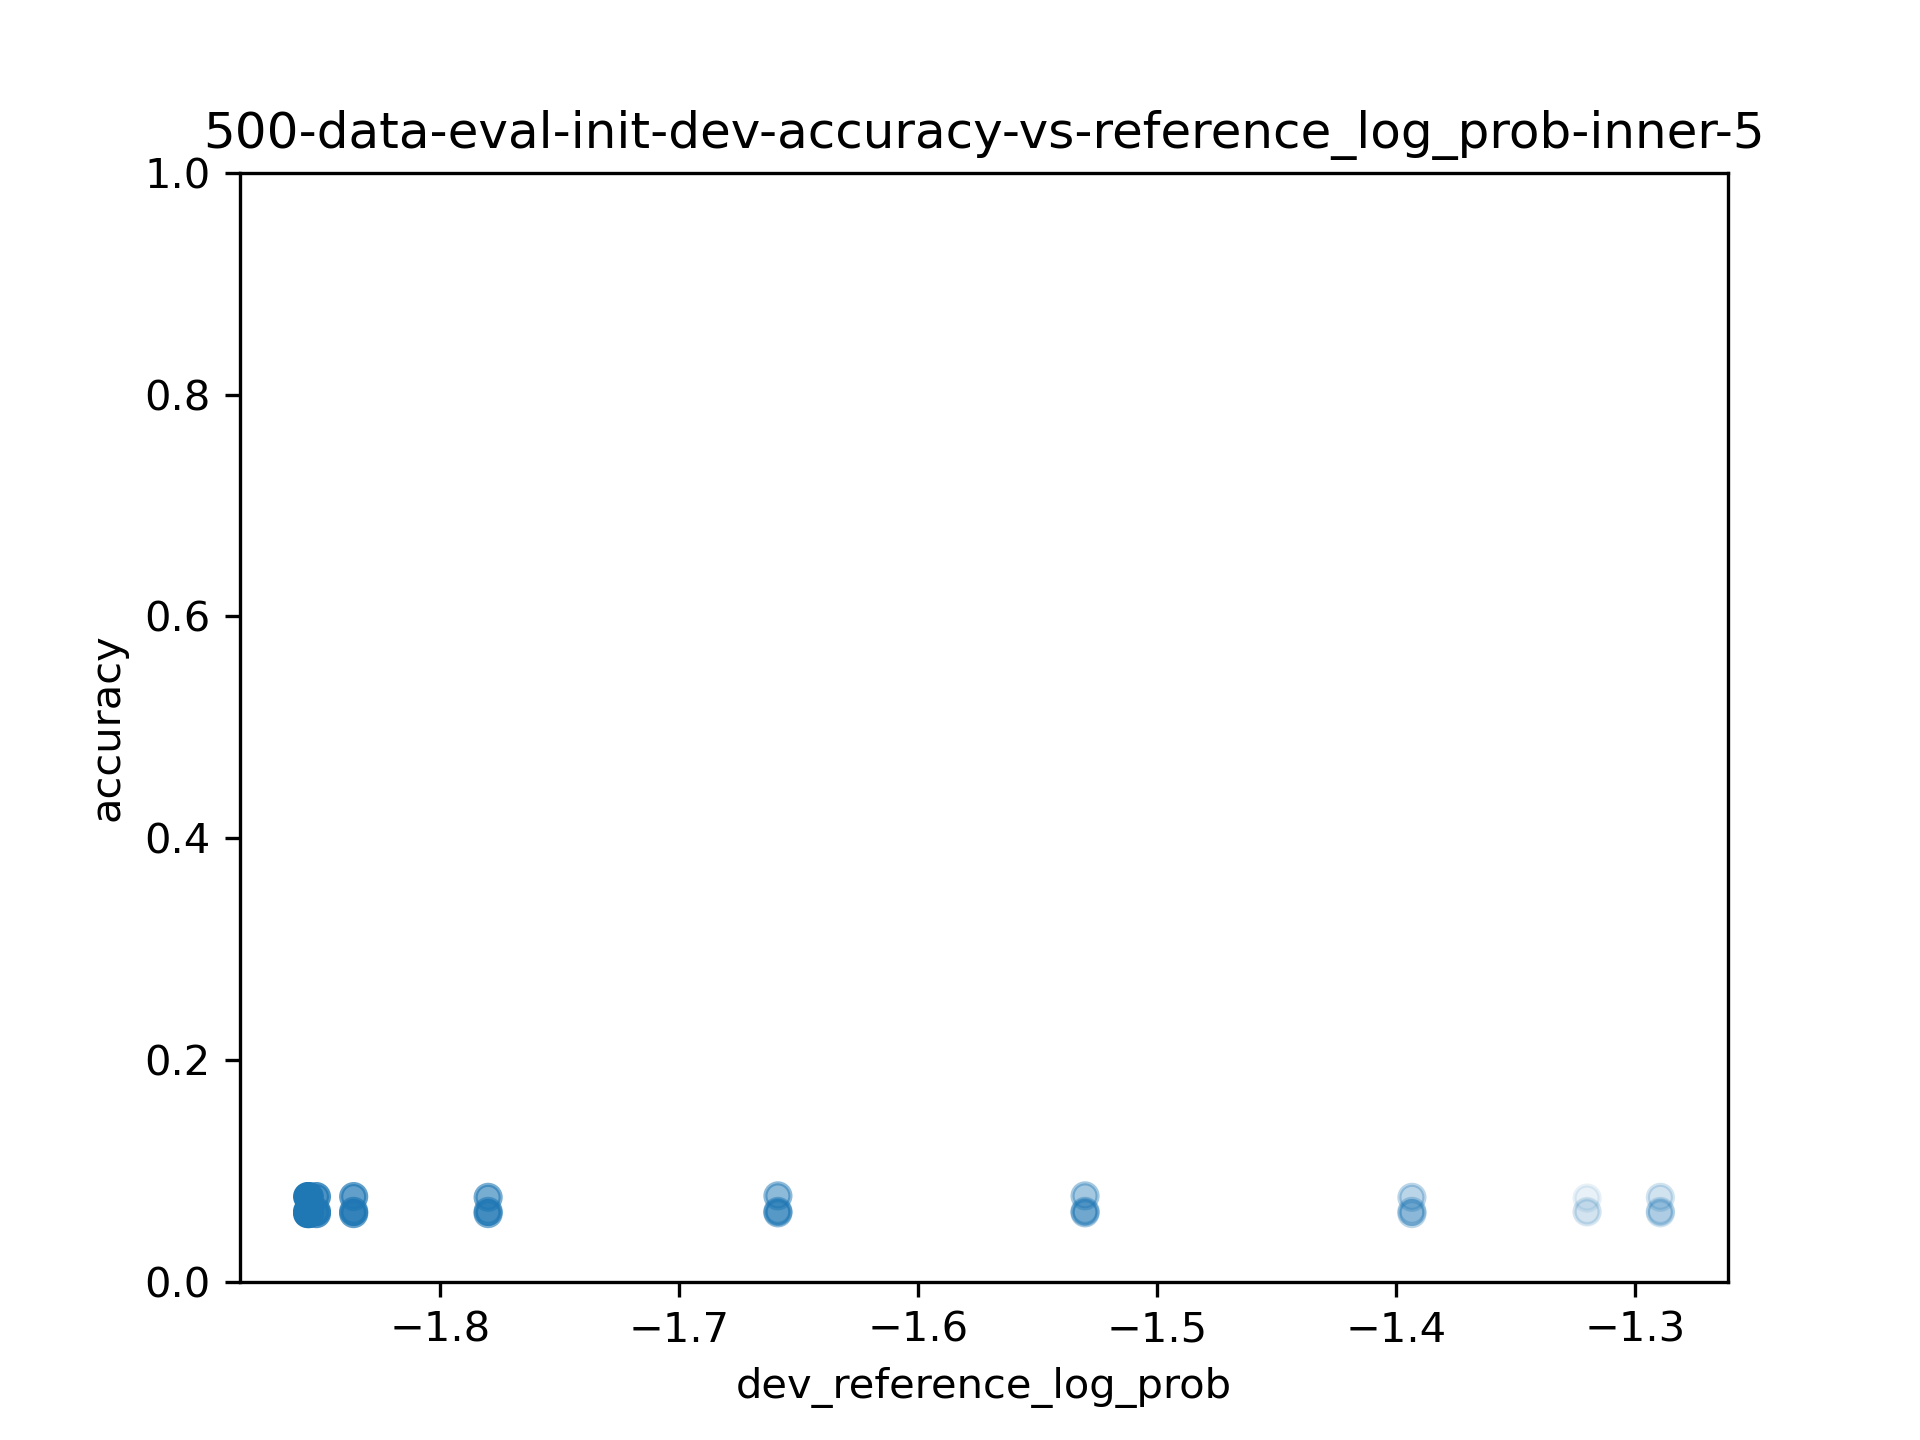 500-data-eval-init-dev-accuracy-vs-reference_log_prob-inner-5
1.0
0.8
0.6
0.4
0.2
0.0
accuracy
−1.8 −1.7 −1.6 −1.5 −1.4 −1.3
dev_reference_log_prob